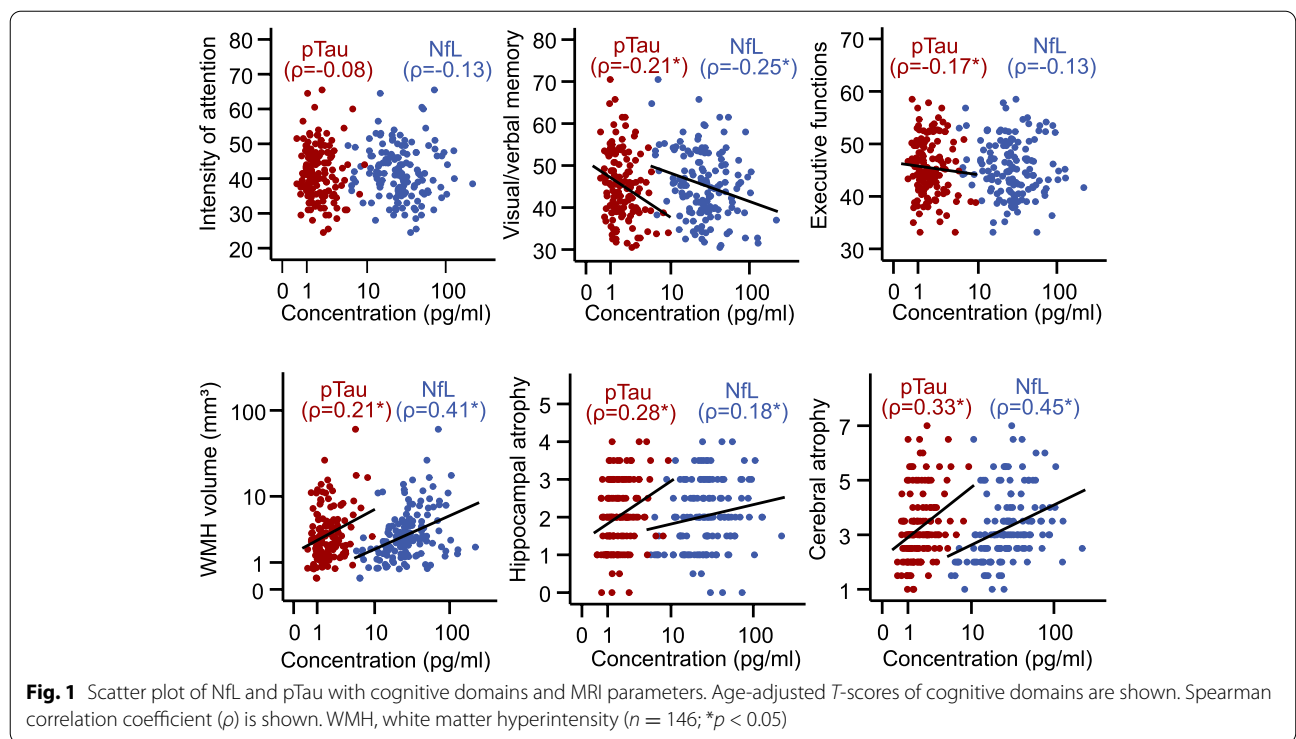 Intensity of attention
80
70
60
50
40
30
20
pTau
(ρ=-0.08)
NfL
(ρ=-0.13)
0 1 10 100
Concentration (pg/ml)
Visual/verbal memory
80
70
60
50
40
30
pTau
(ρ=-0.21*)
NfL
(ρ=-0.25*)
0 1 10 100
Concentration (pg/ml)
Executive functions
70
60
50
40
30
pTau
(ρ=-0.17*)
NfL
(ρ=-0.13)
0 1 10 100
Concentration (pg/ml)
WMH volume (mm³)
100
10
1
0
pTau
(ρ=0.21*)
NfL
(ρ=0.41*)
0 1 10 100
Concentration (pg/ml)
Hippocampal atrophy
5
4
3
2
1
0
pTau
(ρ=0.28*)
NfL
(ρ=0.18*)
0 1 10 100
Concentration (pg/ml)
Cerebral atrophy
7
5
3
1
pTau
(ρ=0.33*)
NfL
(ρ=0.45*)
0 1 10 100
Concentration (pg/ml)
Fig. 1 Scatter plot of NfL and pTau with cognitive domains and MRI parameters. Age-adjusted T-scores of cognitive domains are shown. Spearman
correlation coefficient (ρ) is shown. WMH, white matter hyperintensity (n = 146; *p < 0.05)